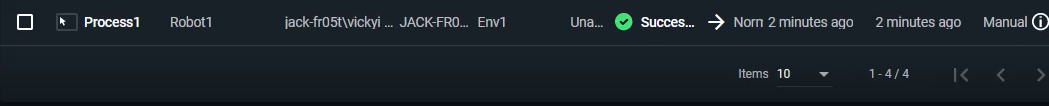 Process1 Robot1 jack-fr05t\vickyi ... JACK-FR0... Env1 Una... Succes... Norn 2 minutes ago 2 minutes ago Manual
Items 10 1 - 4 / 4